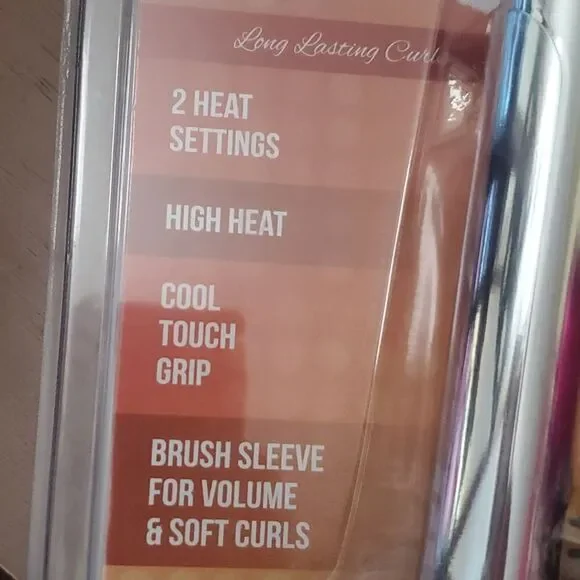 Long Lasting Curl
2 HEAT
SETTINGS
HIGH HEAT
COOL
TOUCH
GRIP
BRUSH SLEEVE
FOR VOLUME
& SOFT CURLS